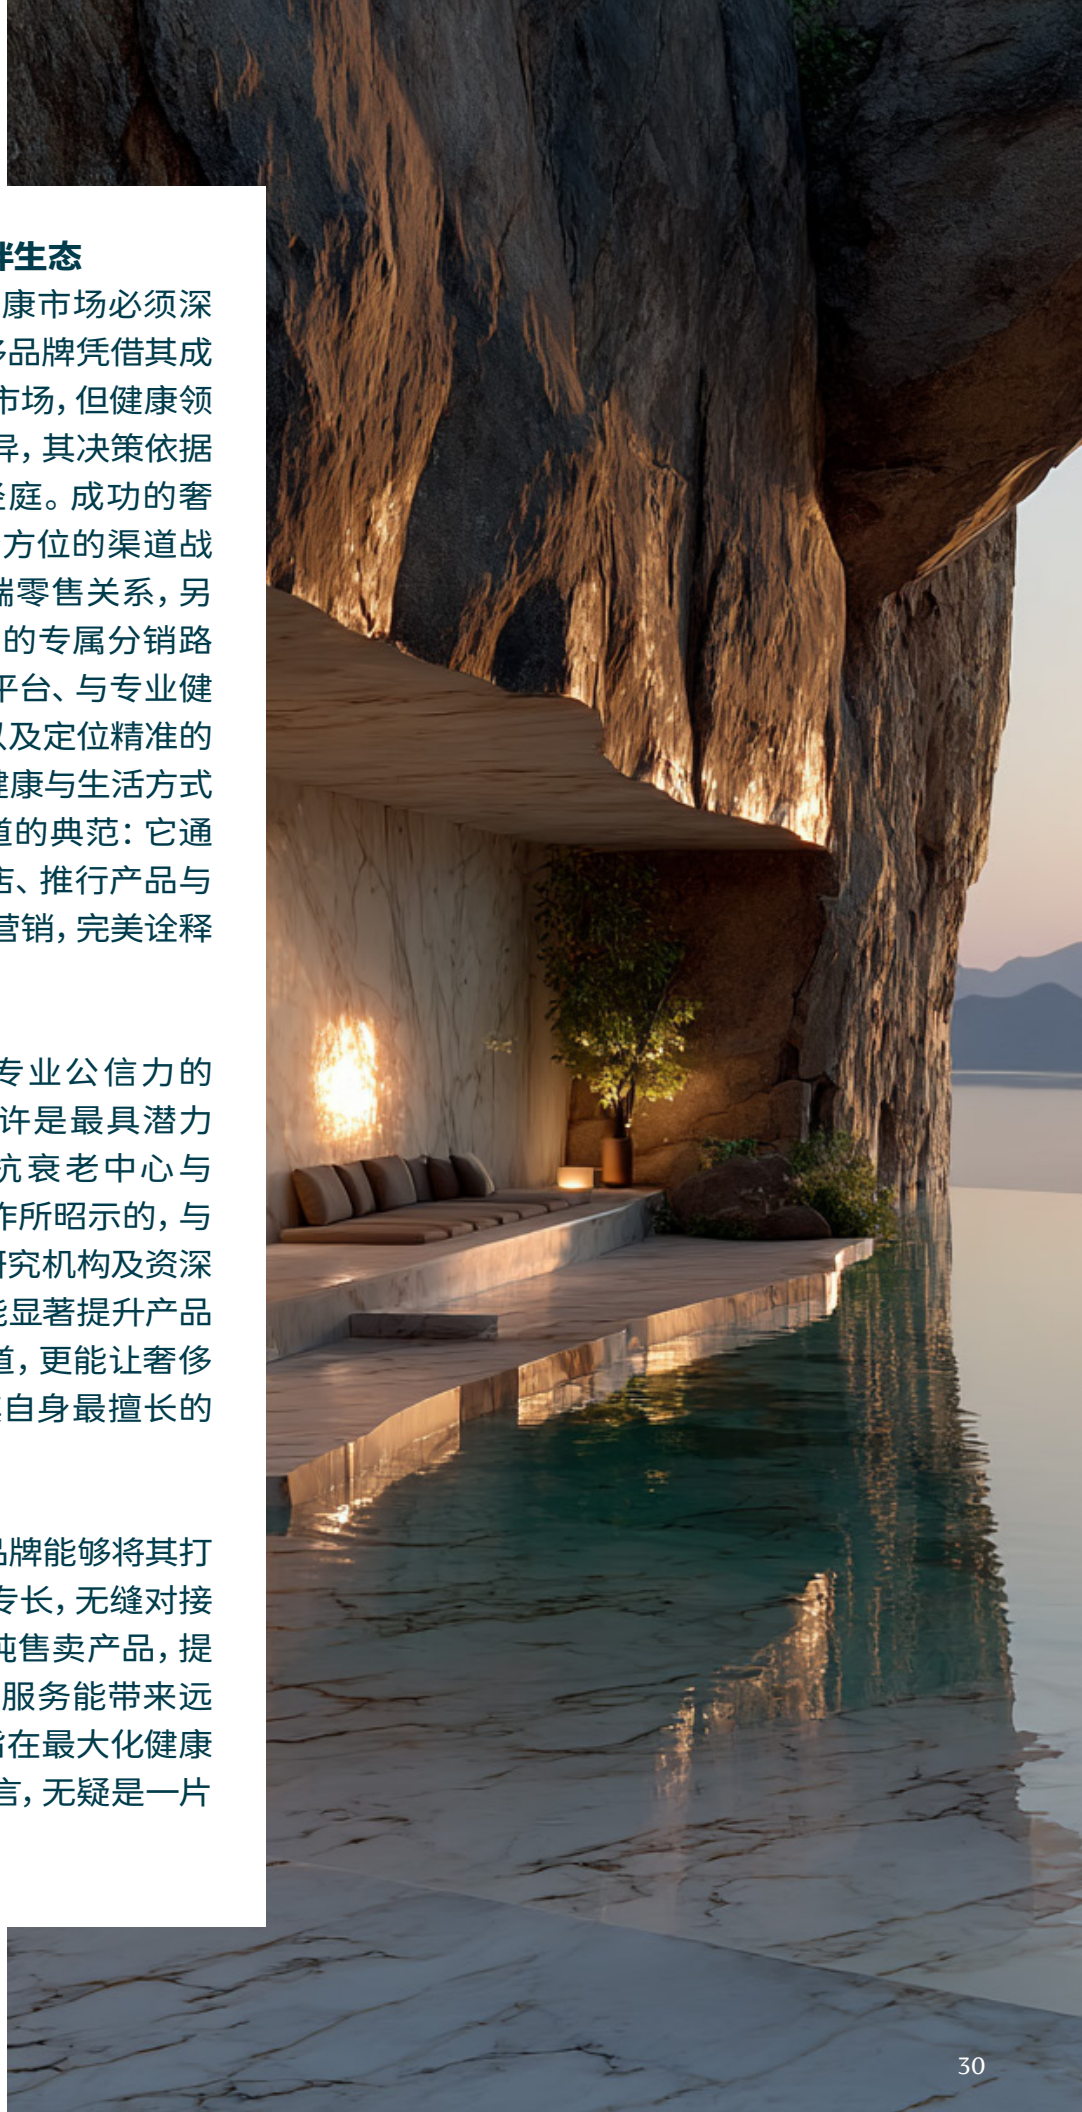 伴生态
康市场必须深
品牌凭借其成
市场，但健康领
异，其决策依据
庭。成功的奢
方位的渠道战
端零售关系，另
的专属分销路
平台、与专业健
以及定位精准的
健康与生活方式
道的典范：它通
店、推行产品与
营销，完美诠释
专业公信力的
许是最具潜力
抗衰老中心与
作所昭示的，与
研究机构及资深
能显著提升产品
道，更能让奢侈
自身最擅长的
品牌能够将其打
专长，无缝对接
纯售卖产品，提
服务能带来远
旨在最大化健康
言，无疑是一片
30